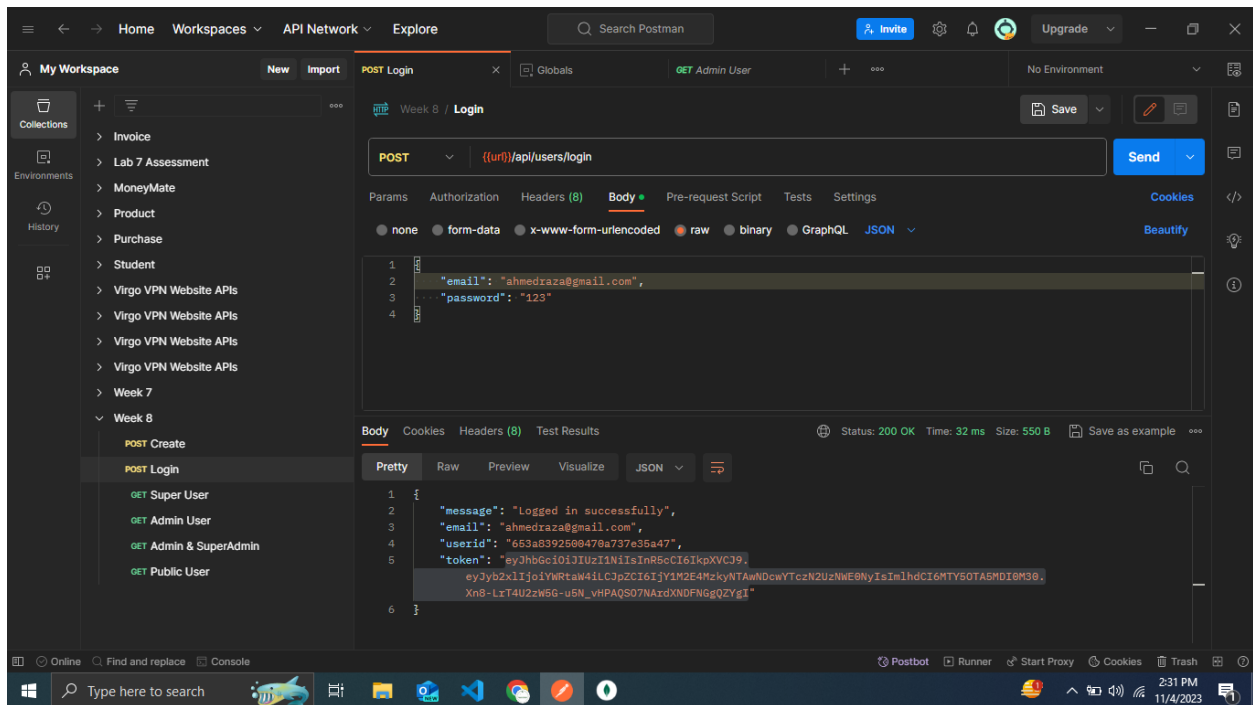 Home Workspaces API Network Explore Search Postman Invite Upgrade
My Workspace New Import POST Login Globals GET Admin User No Environment
Collections
Environments
History
Invoice
Lab 7 Assessment
MoneyMate
Product
Purchase
Student
Virgo VPN Website APIs
Virgo VPN Website APIs
Virgo VPN Website APIs
Virgo VPN Website APIs
Week 7
Week 8
POST Create
POST Login
GET Super User
GET Admin User
GET Admin & SuperAdmin
GET Public User
HTTP Week 8 / Login Save
POST {{url}}/api/users/login Send
Params Authorization Headers (8) Body Pre-request Script Tests Settings Cookies
none form-data x-www-form-urlencoded raw binary GraphQL JSON Beautify
1 {
2 "email": "ahmedraza@gmail.com",
3 "password": "123"
4 }
Body Cookies Headers (8) Test Results Status: 200 OK Time: 32 ms Size: 550 B Save as example
Pretty Raw Preview Visualize JSON
1 {
2 "message": "Logged in successfully",
3 "email": "ahmedraza@gmail.com",
4 "userid": "653a8392500470a737e35a47",
5 "token": "eyJhbGciOiJIUzI1NiIsInR5cCI6IkpXVCJ9.
eyJyb2xlIjoiYWRtaW4iLCJpZCI6IjY1M2E4MzkyNTAwNDcwYTczN2UzNWE0NyIsImlhdCI6MTY5OTA5MDI0M30.
Xn8-LrT4U2zW5G-u5N_vHPAQSO7NArdXNDFNGgQZYgI"
6 }
Online Find and replace Console Postbot Runner Start Proxy Cookies Trash
Type here to search 2:31 PM
11/4/2023